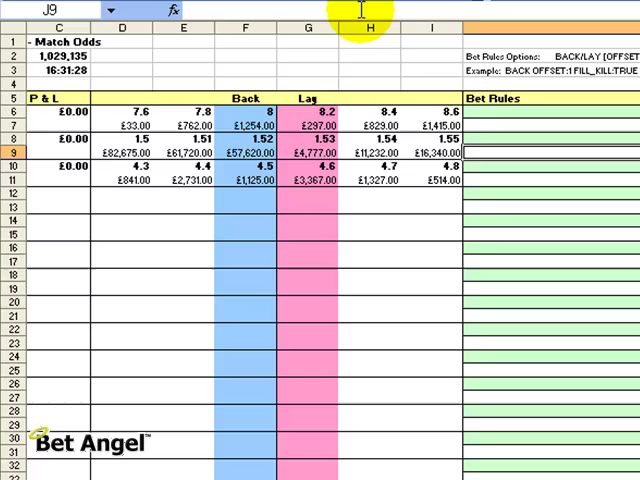 J9 fx
C D E F G H I
1 - Match Odds
2 1,029,135 Bet Rules Options: BACK/LAY [OFFSET
3 16:31:28 Example: BACK OFFSET:1 FILL_KILL:TRUE
4
5 P & L Back Lay Bet Rules
6 £0.00 7.6 7.8 8 8.2 8.4 8.6
7 £33.00 £762.00 £1,254.00 £297.00 £829.00 £1,415.00
8 £0.00 1.5 1.51 1.52 1.53 1.54 1.55
9 £82,675.00 £61,720.00 £57,620.00 £4,777.00 £11,232.00 £16,340.00
10 £0.00 4.3 4.4 4.5 4.6 4.7 4.8
11 £841.00 £2,731.00 £1,125.00 £3,367.00 £1,327.00 £514.00
12
13
14
15
16
17
18
19
20
21
22
23
24
25
26
27
28
29
30 Bet Angel™
31
32